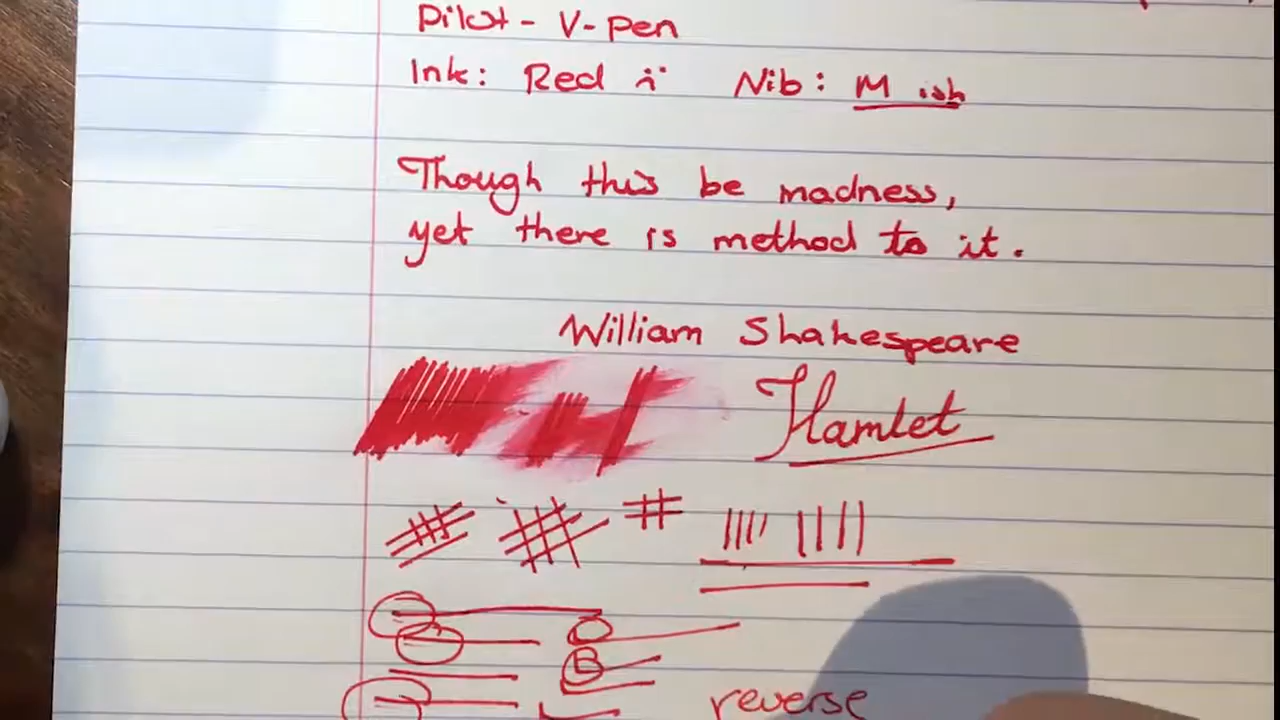 Pilot - V-Pen
Ink: Red Nib: M ish
Though this be madness,
yet there is method to it.
William Shakespeare
Hamlet
B
reverse